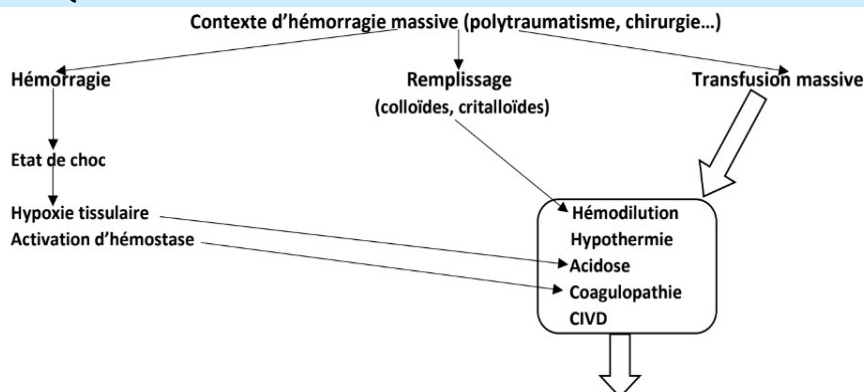 Contexte d'hémorragie massive (polytraumatisme, chirurgie...)
Hémorragie
Remplissage
(colloïdes, critalloïdes)
Transfusion massive
Etat de choc
Hypoxie tissulaire
Activation d'hémostase
Hémodilution
Hypothermie
Acidose
Coagulopathie
CIVD